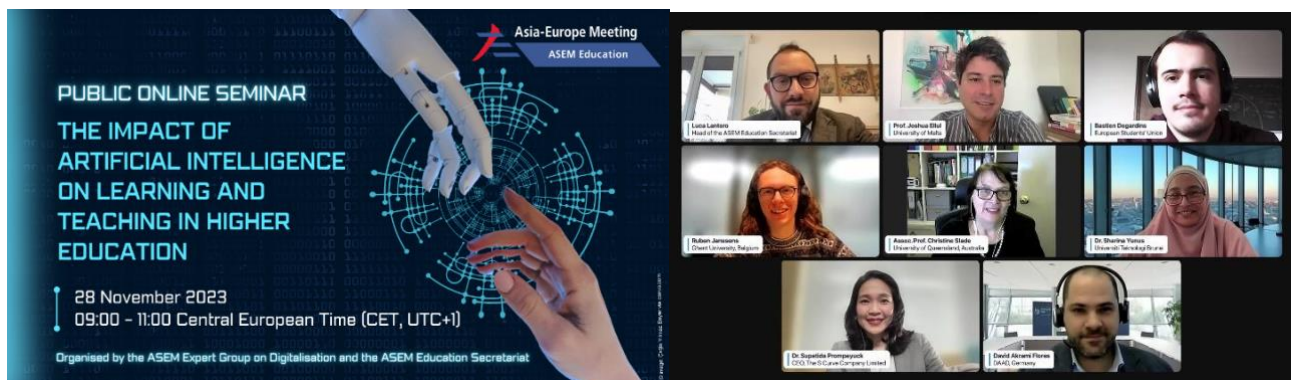 Asia-Europe Meeting
ASEM Education
PUBLIC ONLINE SEMINAR
THE IMPACT OF
ARTIFICIAL INTELLIGENCE
ON LEARNING AND
TEACHING IN HIGHER
EDUCATION
28 November 2023
09:00 - 11:00 Central European Time (CET, UTC+1)
Organised by the ASEM Expert Group on Digitalisation and the ASEM Education Secretariat
Luca Lantero
Head of the ASEM Education Secretariat
Prof. Joshua Ellul
University of Malta
Bastien Degardins
European Students' Union
Ruben Janssens
Ghent University, Belgium
Assoc. Prof. Christine Slade
University of Queensland, Australia
Dr. Sharina Yunus
Universiti Teknologi Brunei
Dr. Supatida Prompayuck
CEO, The S Curve Company Limited
David Akrami Flores
DAAD, Germany